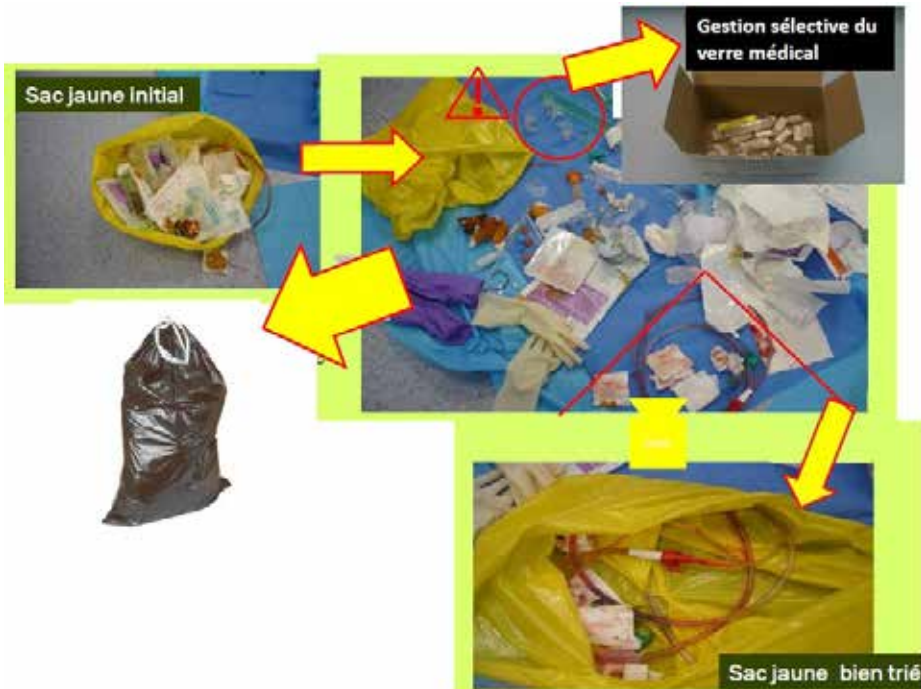 Gestion sélective du
verre médical
Sac jaune initial
Sac jaune bien trié